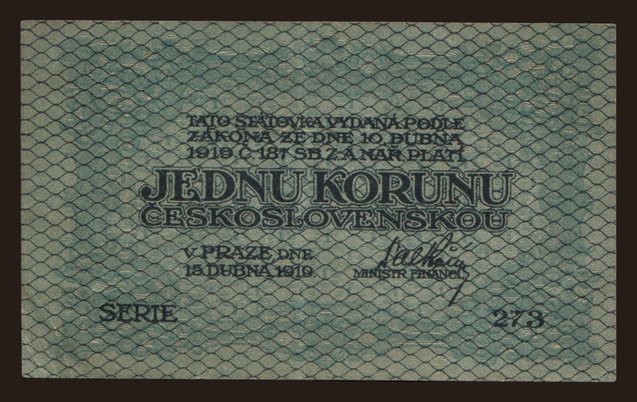 TATO STÁTOVKA VYDANÁ PODLE
ZÁKONA ZE DNE 10. DUBNA
1919 Č. 187 SB. Z. A NAŘ. PLATÍ
JEDNU KORUNU
ČESKOSLOVENSKOU
V PRAZE DNE
15. DUBNA 1919.
MINISTR FINANCÍ
SERIE 273